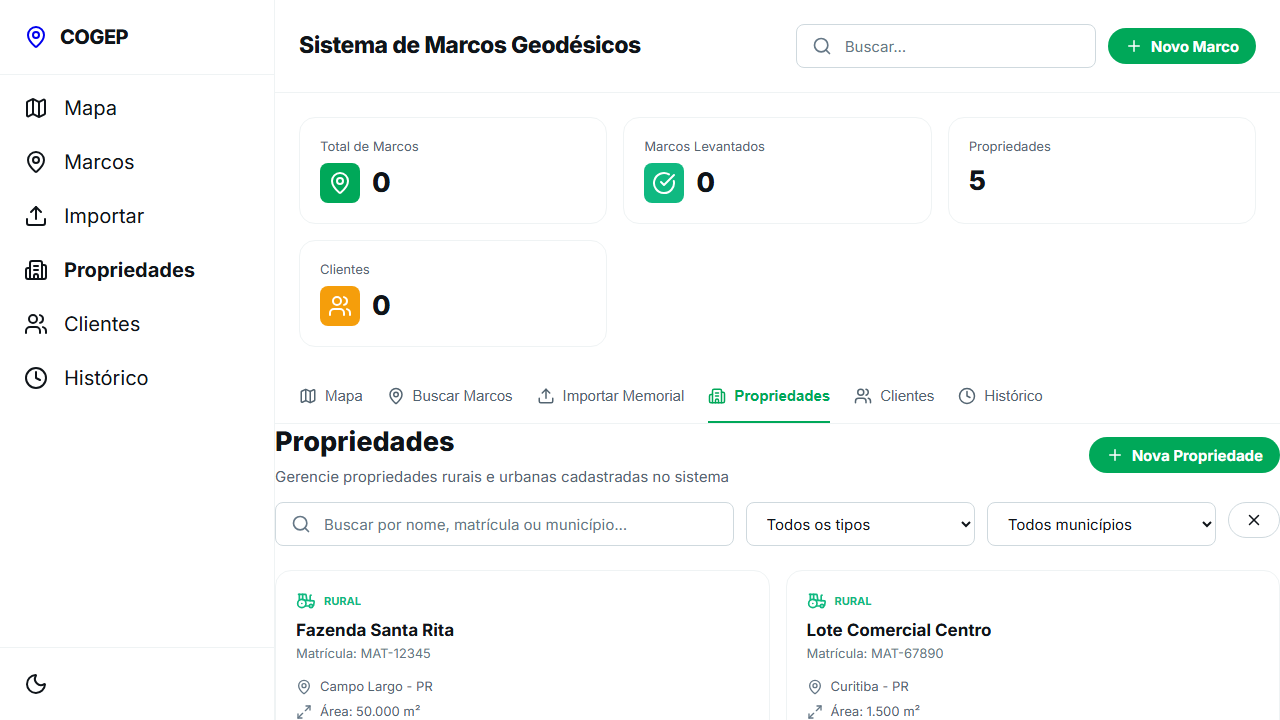 COGEP
Mapa
Marcos
Importar
Propriedades
Clientes
Histórico
Sistema de Marcos Geodésicos
Buscar...
Novo Marco
Total de Marcos
0
Marcos Levantados
0
Propriedades
5
Clientes
0
Mapa
Buscar Marcos
Importar Memorial
Propriedades
Clientes
Histórico
Propriedades
Gerencie propriedades rurais e urbanas cadastradas no sistema
Nova Propriedade
Buscar por nome, matrícula ou município...
Todos os tipos
Todos municípios
RURAL
Fazenda Santa Rita
Matrícula: MAT-12345
Campo Largo - PR
Área: 50.000 m²
RURAL
Lote Comercial Centro
Matrícula: MAT-67890
Curitiba - PR
Área: 1.500 m²